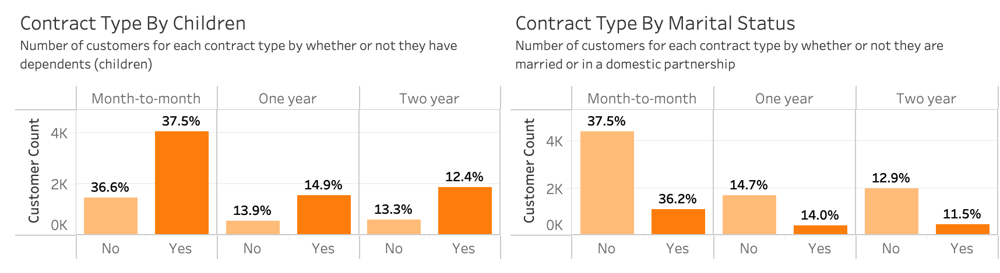 Contract Type By Children
Number of customers for each contract type by whether or not they have
dependents (children)
Month-to-month
One year
Two year
Customer Count
4K
2K
0K
36.6%
37.5%
13.9%
14.9%
13.3%
12.4%
No
Yes
No
Yes
No
Yes
Contract Type By Marital Status
Number of customers for each contract type by whether or not they are
married or in a domestic partnership
Month-to-month
One year
Two year
Customer Count
4K
2K
0K
37.5%
36.2%
14.7%
14.0%
12.9%
11.5%
No
Yes
No
Yes
No
Yes